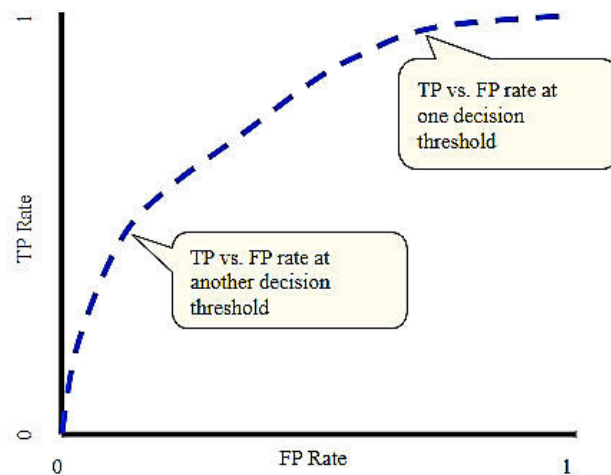 1
TP vs. FP rate at
one decision
threshold
TP Rate
TP vs. FP rate at
another decision
threshold
0
0
FP Rate
1